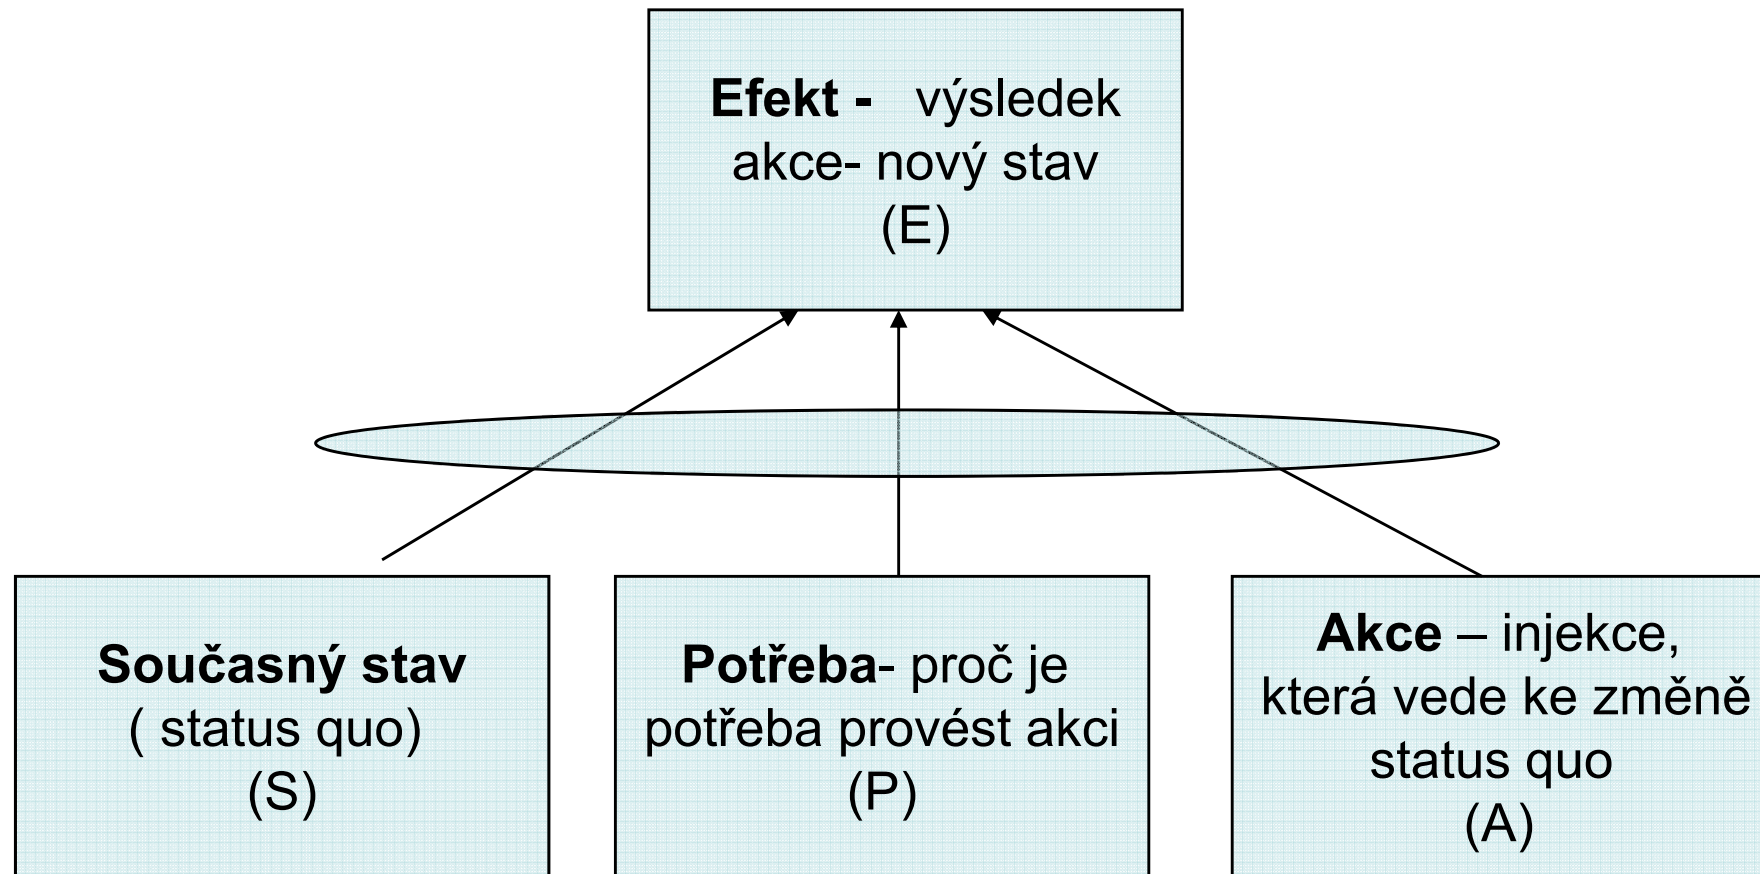 Efekt - výsledek
akce- nový stav
(E)
Současný stav
( status quo)
(S)
Potřeba- proč je
potřeba provést akci
(P)
Akce – injekce,
která vede ke změně
status quo
(A)